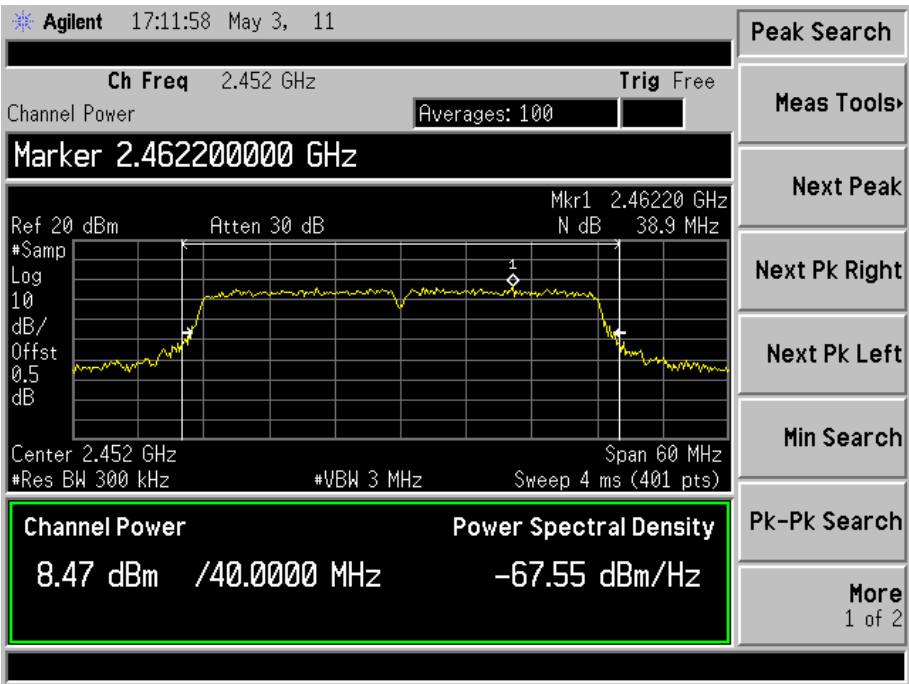 Agilent 17:11:58 May 3, 11
Ch Freq 2.452 GHz Trig Free
Channel Power Averages: 100
Marker 2.462200000 GHz
Mkr1 2.46220 GHz
Ref 20 dBm Atten 30 dB N dB 38.9 MHz
#Samp
Log
10
dB/
Offst
0.5
dB
1
Center 2.452 GHz Span 60 MHz
#Res BW 300 kHz #VBW 3 MHz Sweep 4 ms (401 pts)
Channel Power Power Spectral Density
8.47 dBm /40.0000 MHz -67.55 dBm/Hz
Peak Search
Meas Tools
Next Peak
Next Pk Right
Next Pk Left
Min Search
Pk-Pk Search
More
1 of 2